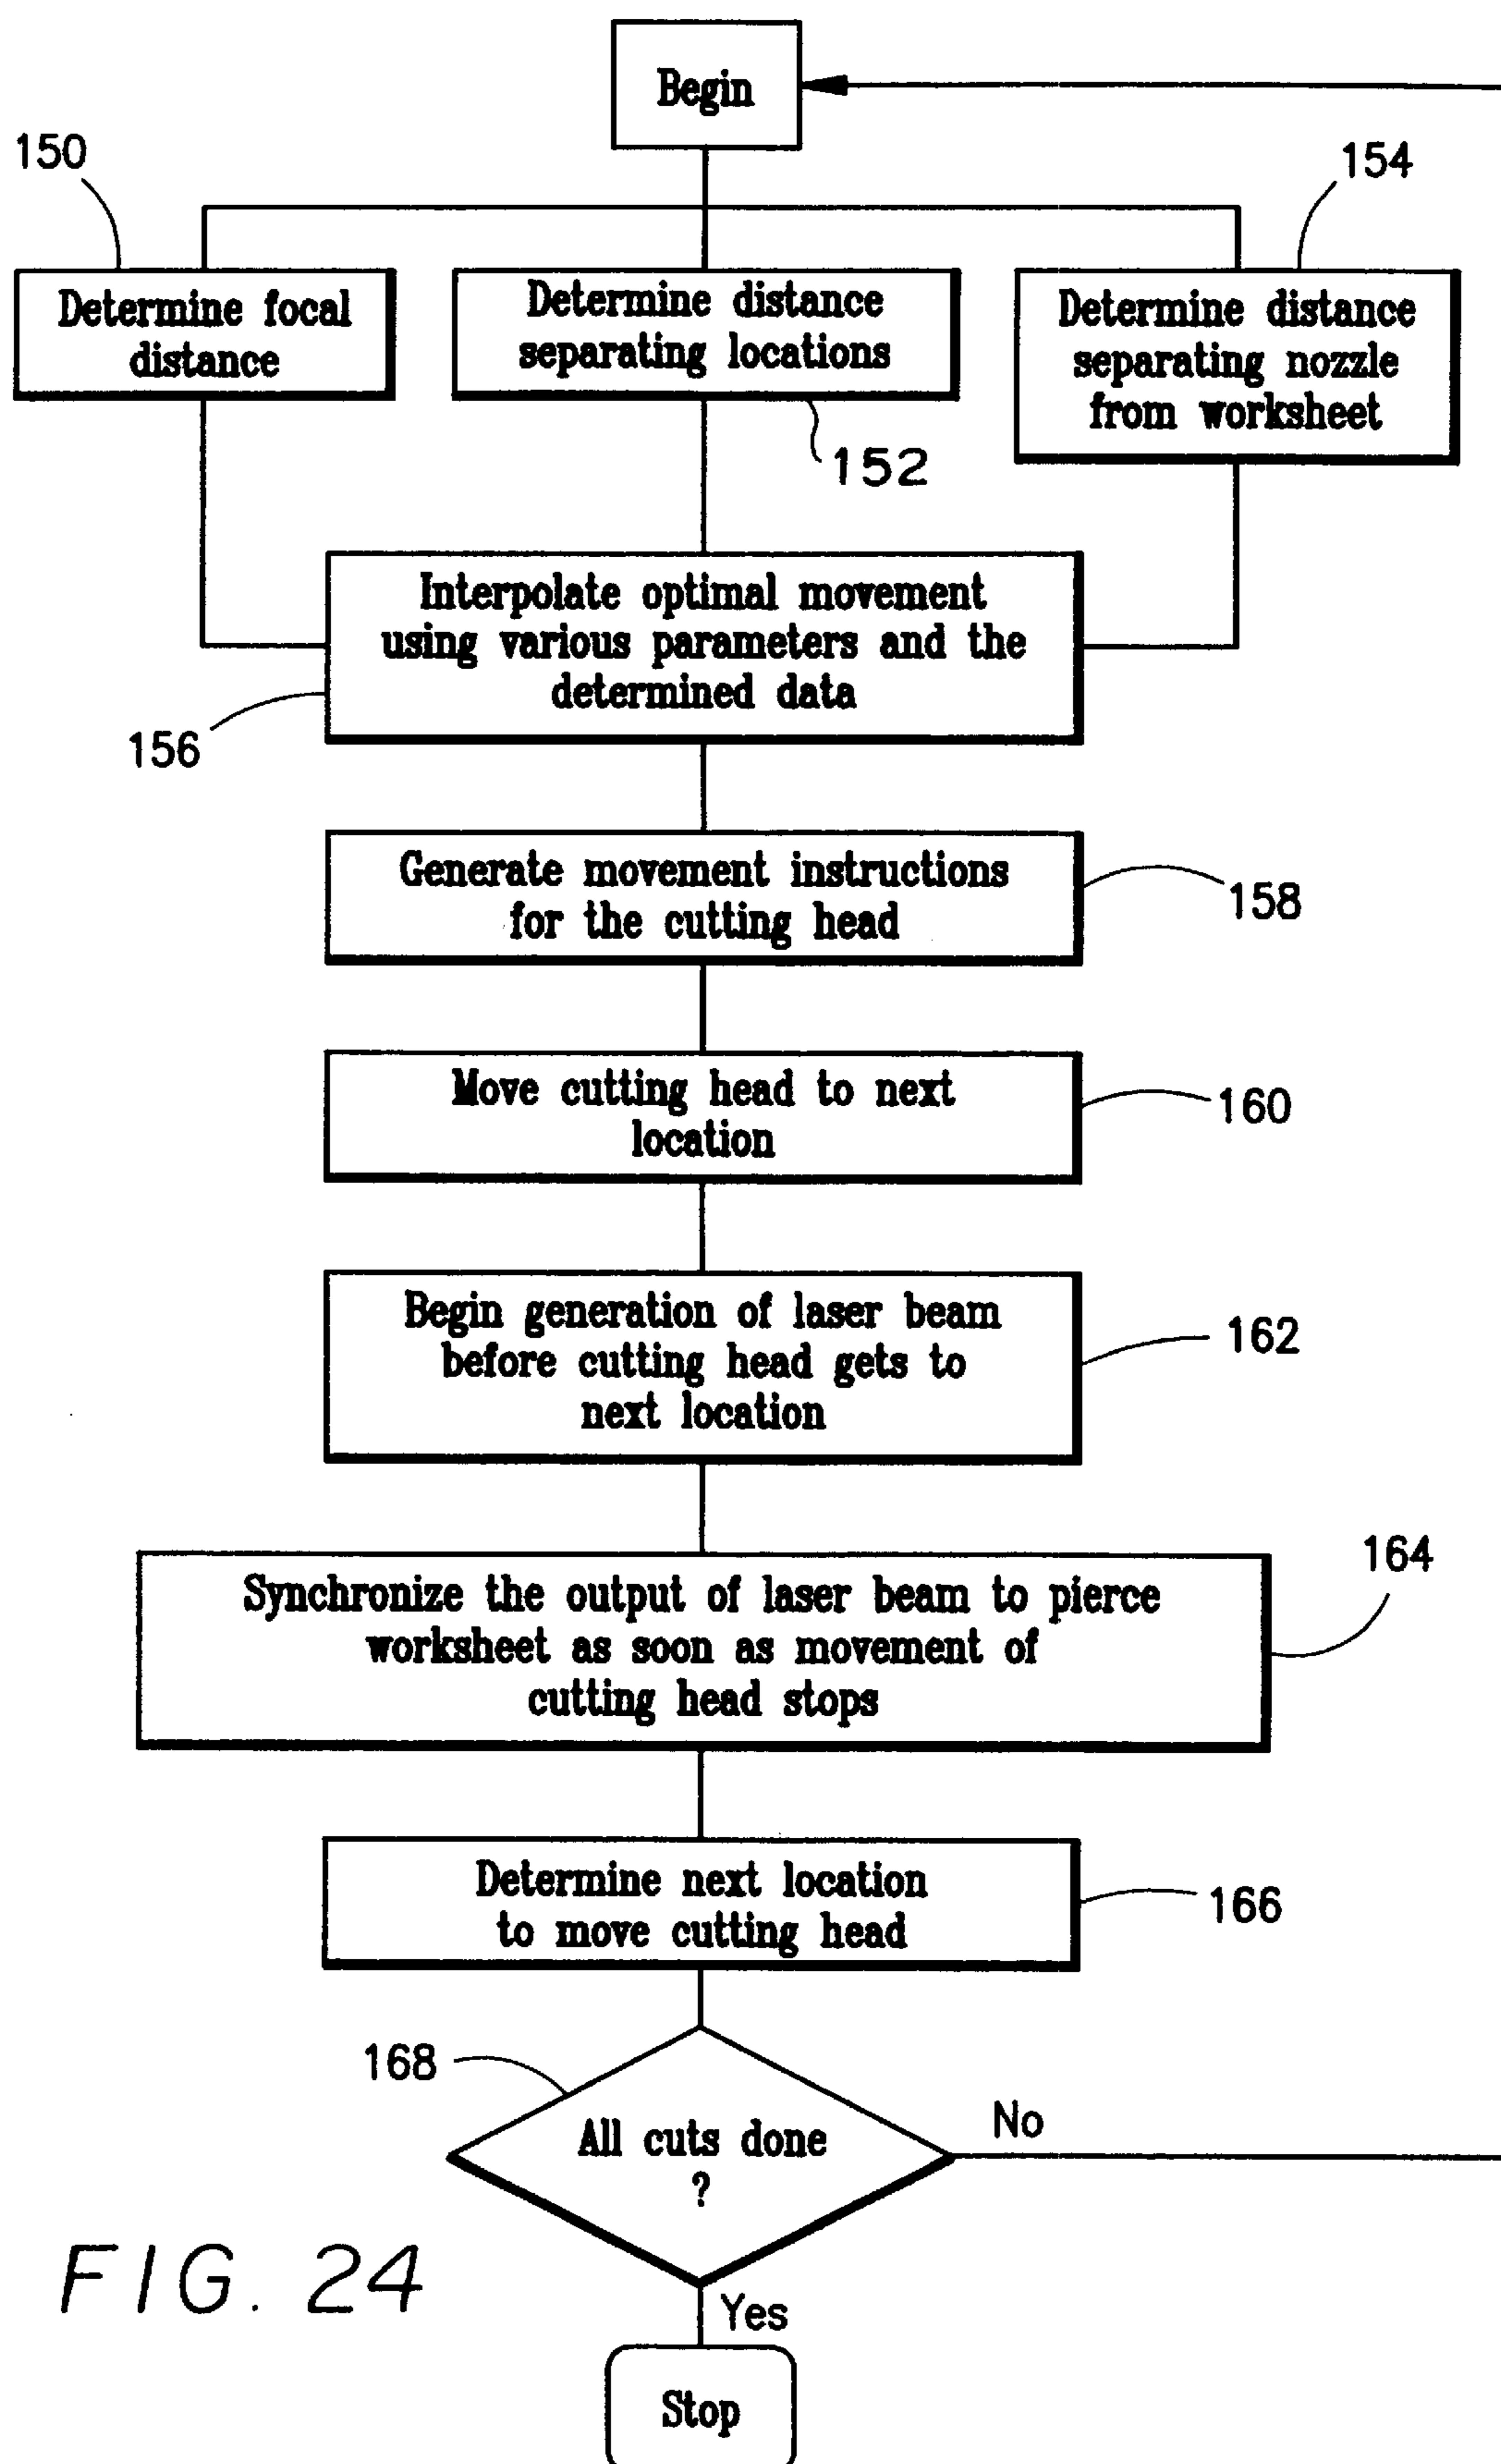 Begin
150
154
Determine focal
distance
Determine distance
separating locations
Determine distance
separating nozzle
from worksheet
152
Interpolate optimal movement
using various parameters and the
determined data
156
Generate movement instructions
for the cutting head
158
Move cutting head to next
location
160
Begin generation of laser beam
before cutting head gets to
next location
162
Synchronize the output of laser beam to pierce
worksheet as soon as movement of
cutting head stops
164
Determine next location
to move cutting head
166
168
All cuts done
?
No
Yes
Stop
FIG. 24